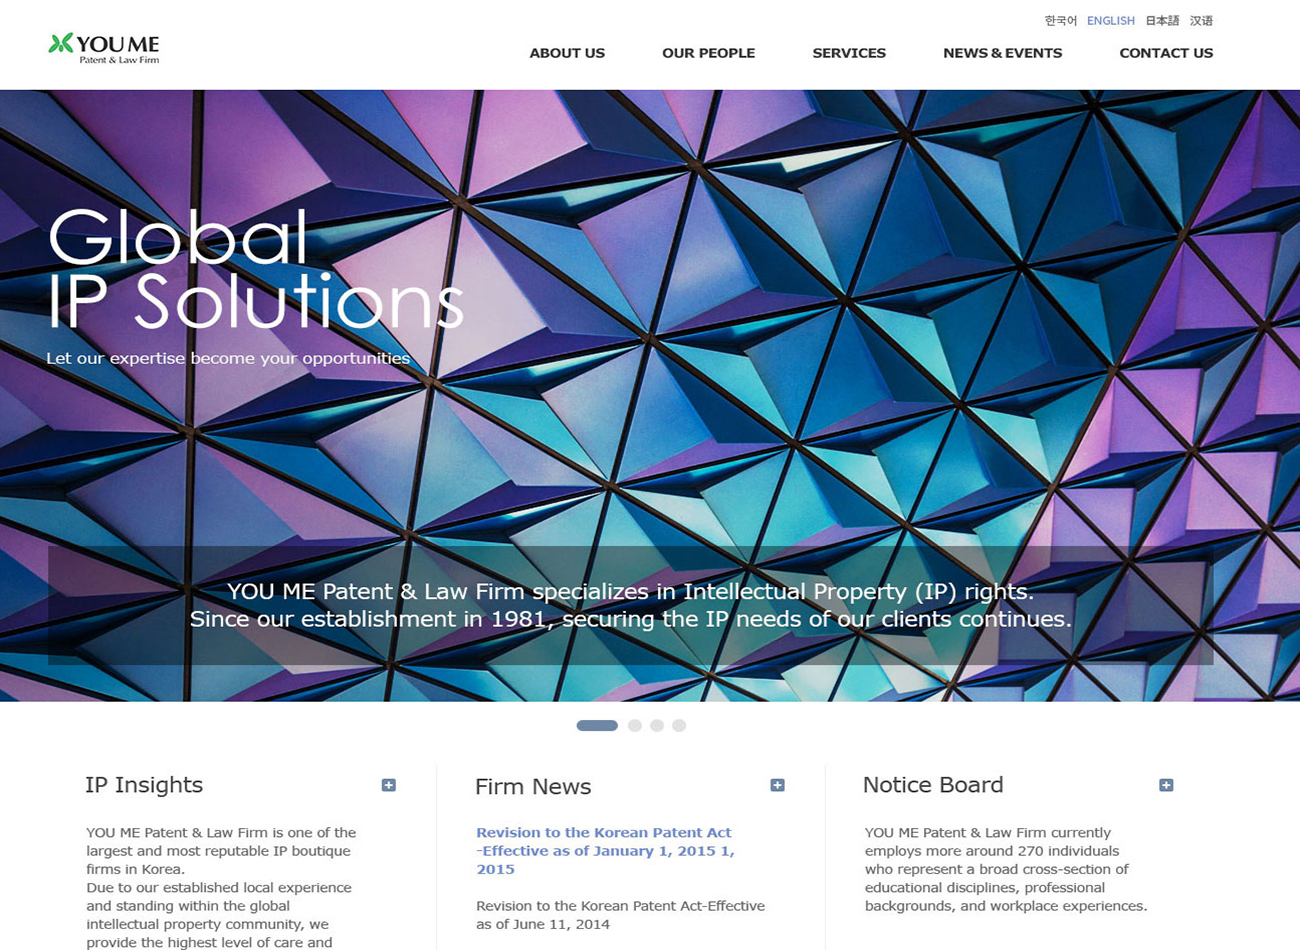 한국어 ENGLISH 日本語 汉语
YOU ME
Patent & Law Firm
ABOUT US OUR PEOPLE SERVICES NEWS & EVENTS CONTACT US
Global
IP Solutions
Let our expertise become your opportunities
YOU ME Patent & Law Firm specializes in Intellectual Property (IP) rights.
Since our establishment in 1981, securing the IP needs of our clients continues.
IP Insights
YOU ME Patent & Law Firm is one of the
largest and most reputable IP boutique
firms in Korea.
Due to our established local experience
and standing within the global
intellectual property community, we
provide the highest level of care and
Firm News
Revision to the Korean Patent Act
-Effective as of January 1, 2015 1,
2015
Revision to the Korean Patent Act-Effective
as of June 11, 2014
Notice Board
YOU ME Patent & Law Firm currently
employs more around 270 individuals
who represent a broad cross-section of
educational disciplines, professional
backgrounds, and workplace experiences.